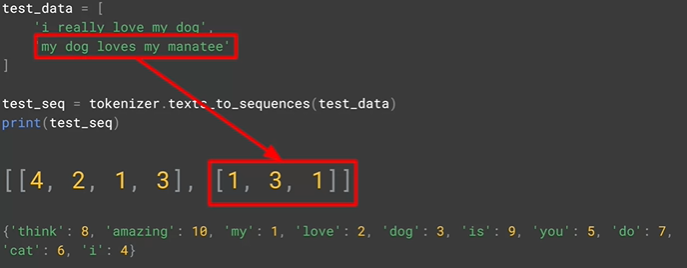 test_data = [
'i really love my dog',
'my dog loves my manatee'
]
test_seq = tokenizer.texts_to_sequences(test_data)
print(test_seq)
[[4, 2, 1, 3], [1, 3, 1]]
{'think': 8, 'amazing': 10, 'my': 1, 'love': 2, 'dog': 3, 'is': 9, 'you': 5, 'do': 7,
'cat': 6, 'i': 4}